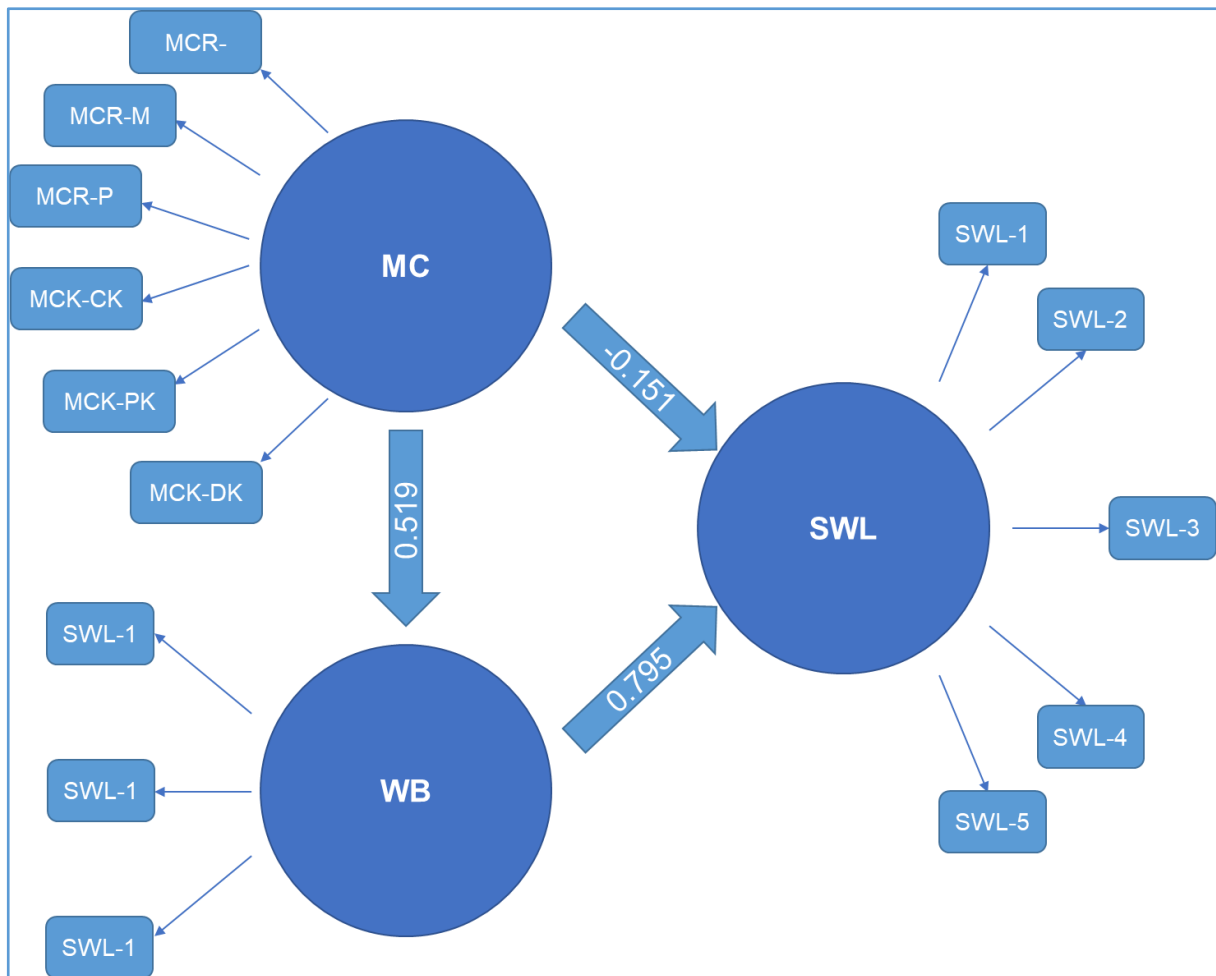 MCR-
MCR-M
MCR-P
MCK-CK
MCK-PK
MCK-DK
MC
-0.151
0.519
SWL-1
SWL-2
SWL-3
SWL-4
SWL-5
SWL
0.795
WB
SWL-1
SWL-1
SWL-1